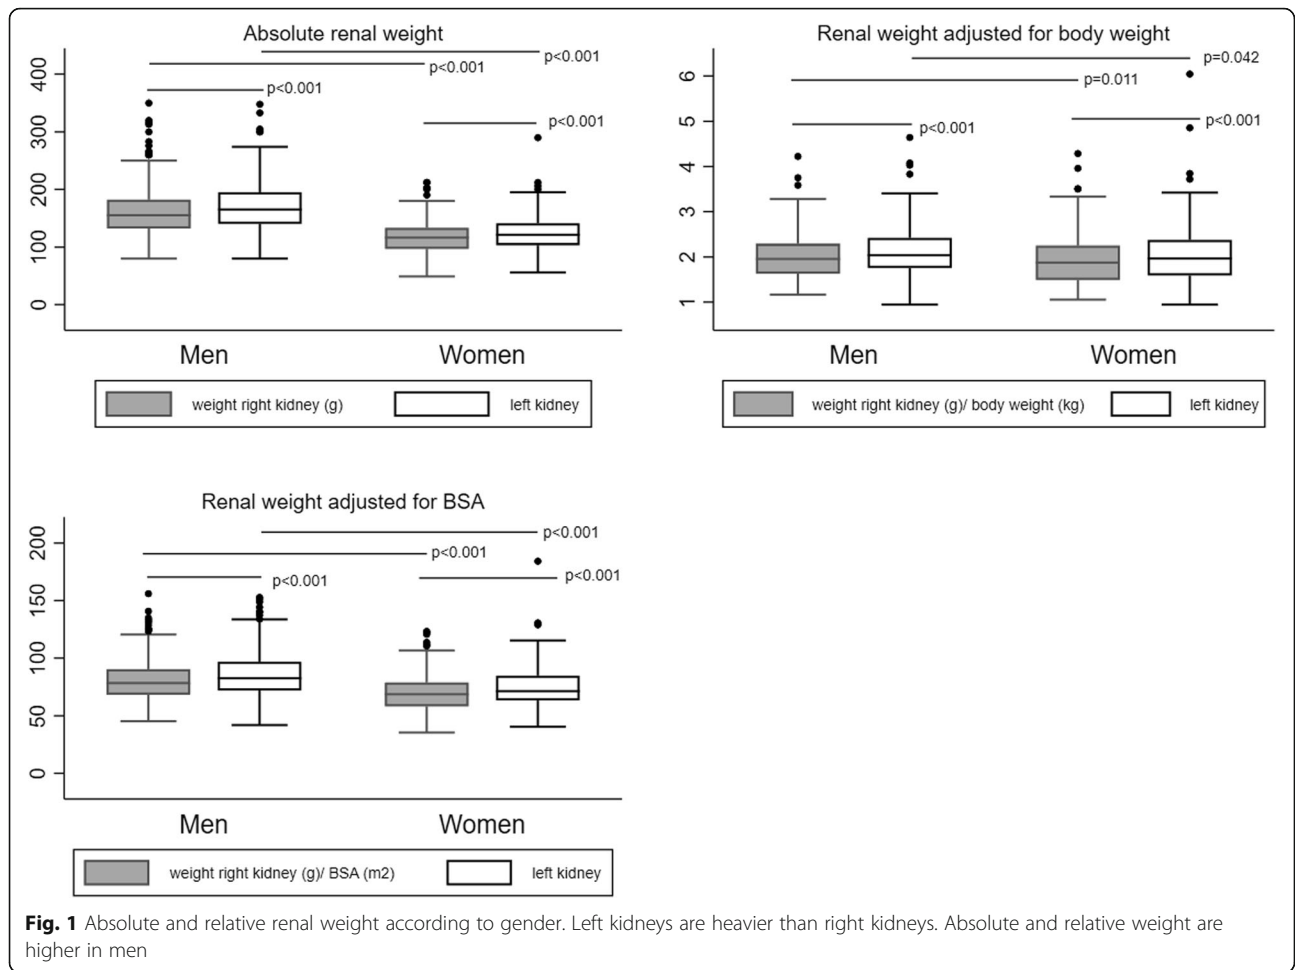 Absolute renal weight
p<0.001
p<0.001
p<0.001
p<0.001
400
300
200
100
0
Men
Women
weight right kidney (g)
left kidney
Renal weight adjusted for body weight
p=0.042
p=0.011
p<0.001
p<0.001
6
5
4
3
2
1
Men
Women
weight right kidney (g)/ body weight (kg)
left kidney
Renal weight adjusted for BSA
p<0.001
p<0.001
p<0.001
p<0.001
200
150
100
50
0
Men
Women
weight right kidney (g)/ BSA (m2)
left kidney
Fig. 1 Absolute and relative renal weight according to gender. Left kidneys are heavier than right kidneys. Absolute and relative weight are
higher in men